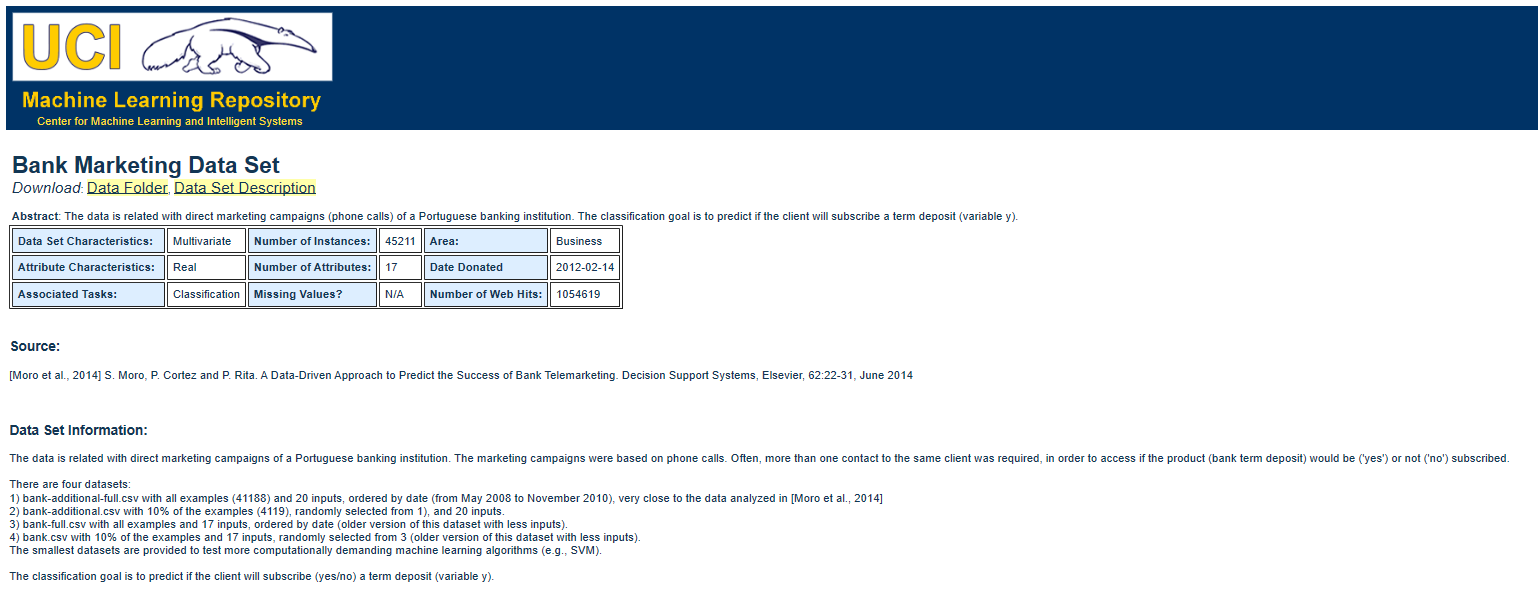 UCI
Machine Learning Repository
Center for Machine Learning and Intelligent Systems
Bank Marketing Data Set
Download: Data Folder, Data Set Description
Abstract: The data is related with direct marketing campaigns (phone calls) of a Portuguese banking institution. The classification goal is to predict if the client will subscribe a term deposit (variable y).
Data Set Characteristics: Multivariate Number of Instances: 45211 Area: Business
Attribute Characteristics: Real Number of Attributes: 17 Date Donated 2012-02-14
Associated Tasks: Classification Missing Values? N/A Number of Web Hits: 1054619
Source:
[Moro et al., 2014] S. Moro, P. Cortez and P. Rita. A Data-Driven Approach to Predict the Success of Bank Telemarketing. Decision Support Systems, Elsevier, 62:22-31, June 2014
Data Set Information:
The data is related with direct marketing campaigns of a Portuguese banking institution. The marketing campaigns were based on phone calls. Often, more than one contact to the same client was required, in order to access if the product (bank term deposit) would be ('yes') or not ('no') subscribed.
There are four datasets:
1) bank-additional-full.csv with all examples (41188) and 20 inputs, ordered by date (from May 2008 to November 2010), very close to the data analyzed in [Moro et al., 2014]
2) bank-additional.csv with 10% of the examples (4119), randomly selected from 1), and 20 inputs.
3) bank-full.csv with all examples and 17 inputs, ordered by date (older version of this dataset with less inputs).
4) bank.csv with 10% of the examples and 17 inputs, randomly selected from 3 (older version of this dataset with less inputs).
The smallest datasets are provided to test more computationally demanding machine learning algorithms (e.g., SVM).
The classification goal is to predict if the client will subscribe (yes/no) a term deposit (variable y).